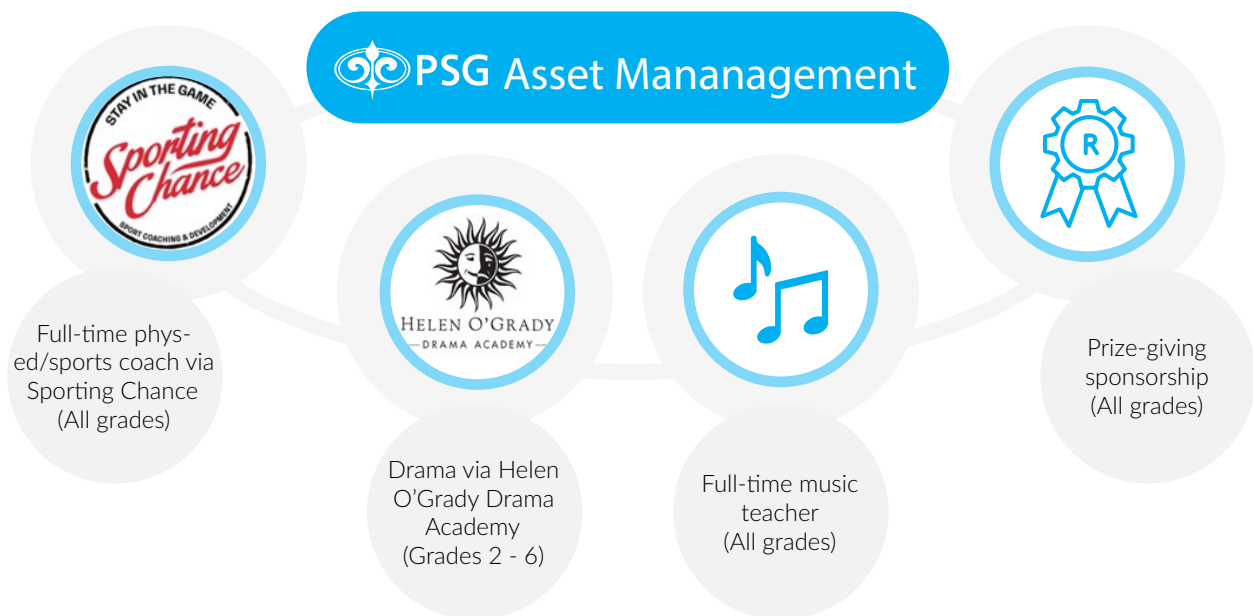 PSG Asset Mananagement
STAY IN THE GAME
Sporting
Chance
SPORT COACHING & DEVELOPMENT
Full-time phys-
ed/sports coach via
Sporting Chance
(All grades)
HELEN O'GRADY
DRAMA ACADEMY
Drama via Helen
O'Grady Drama
Academy
(Grades 2 - 6)
Full-time music
teacher
(All grades)
R
Prize-giving
sponsorship
(All grades)